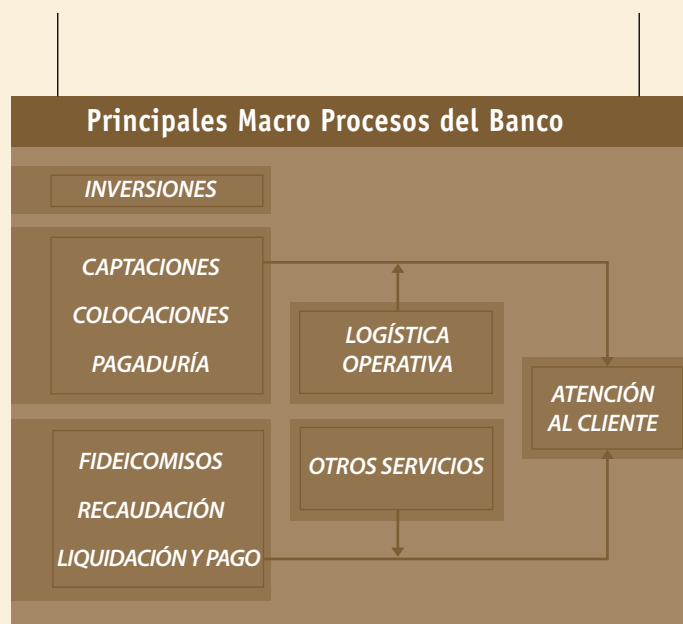 Principales Macro Procesos del Banco
INVERSIONES
CAPTACIONES
COLOCACIONES
PAGADURÍA
LOGÍSTICA
OPERATIVA
ATENCIÓN
AL CLIENTE
FIDEICOMISOS
RECAUDACIÓN
LIQUIDACIÓN Y PAGO
OTROS SERVICIOS